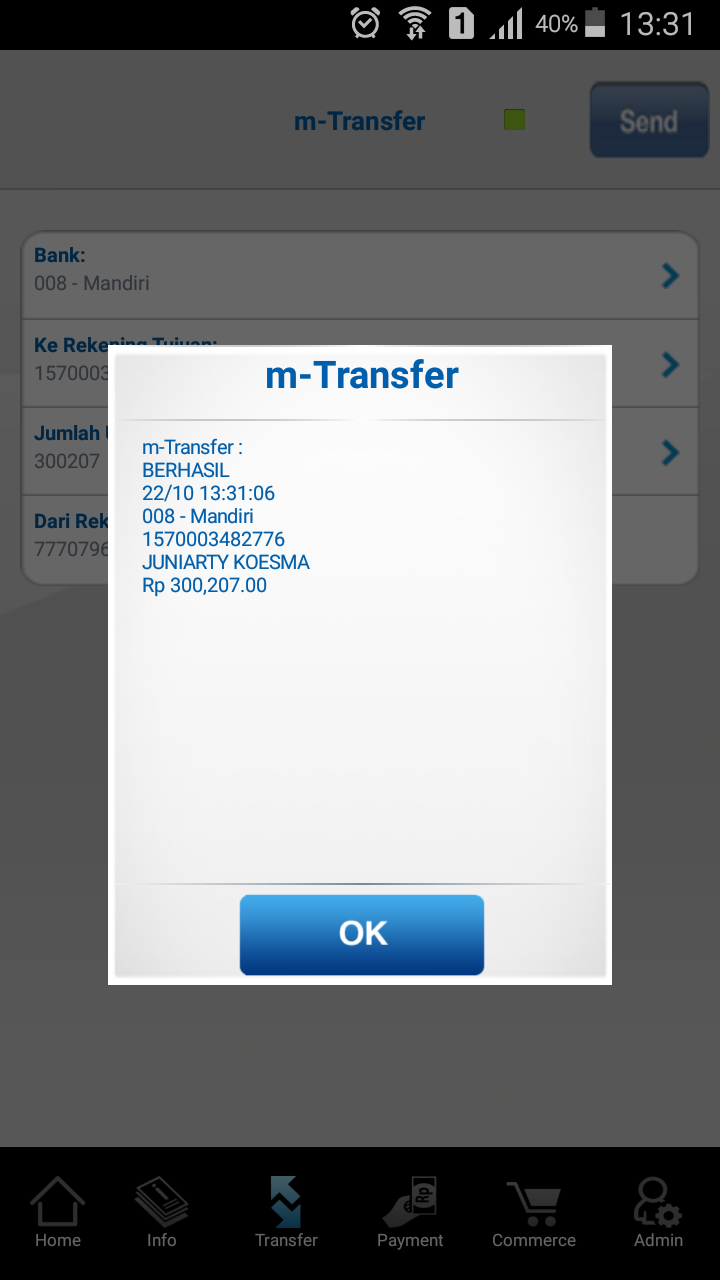 1 40% 13:31
m-Transfer
Send
Bank:
008 - Mandiri
Ke Rekening Tujuan:
1570003
Jumlah
300207
Dari Rek
7770796
m-Transfer
m-Transfer :
BERHASIL
22/10 13:31:06
008 - Mandiri
1570003482776
JUNIARTY KOESMA
Rp 300,207.00
OK
Rp
Home Info Transfer Payment Commerce Admin